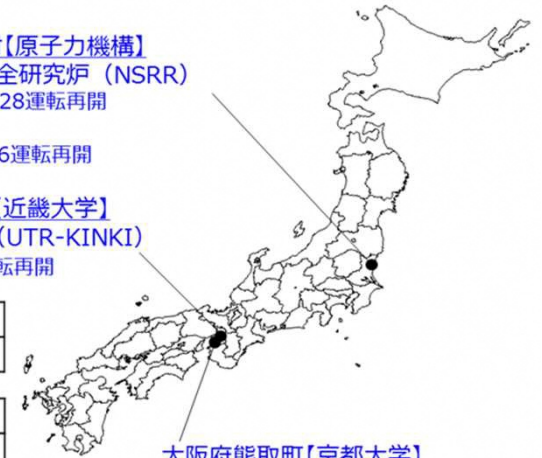 【原子力機構】
全研究炉（NSRR）
28運転再開
6運転再開
近畿大学】
（UTR-KINKI）
転再開
大阪府熊取町【京都大学】